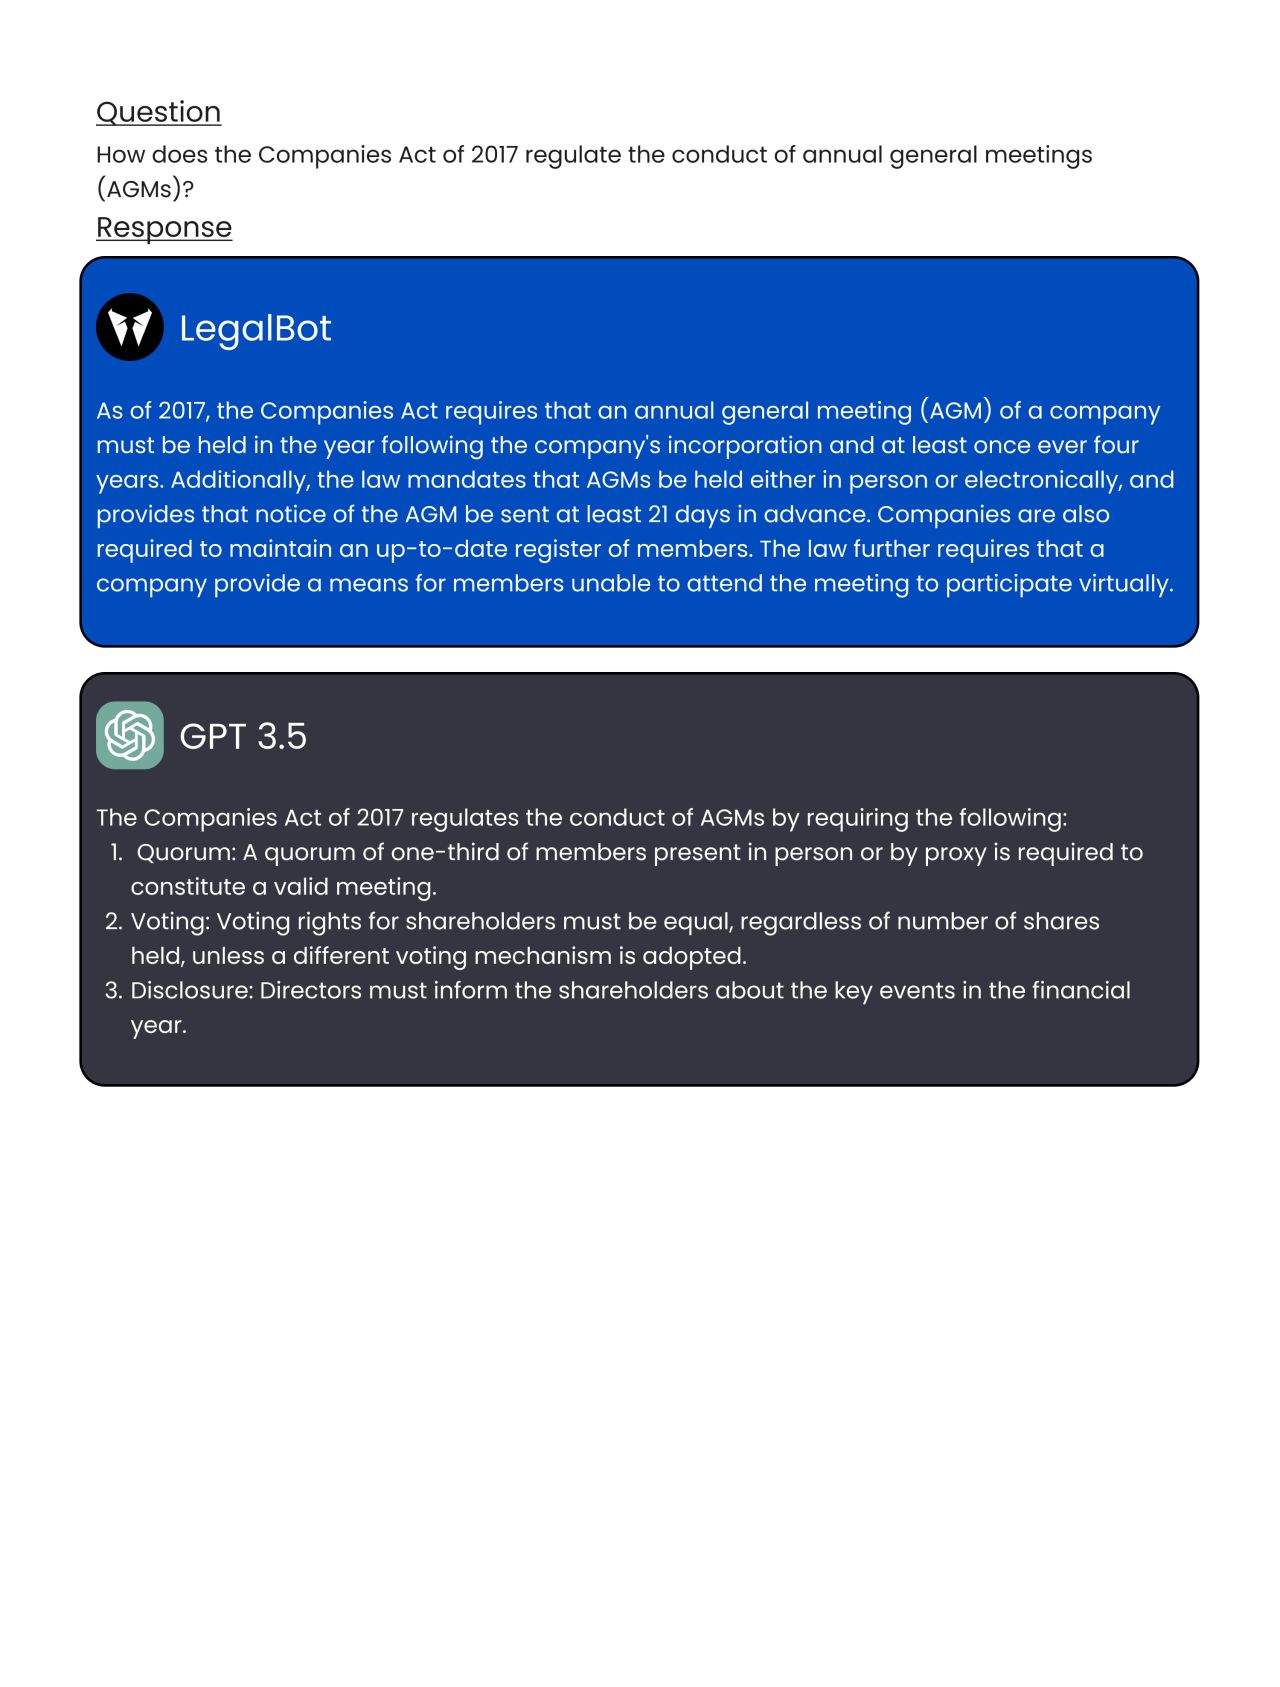 Question
How does the Companies Act of 2017 regulate the conduct of annual general meetings
(AGMs)?
Response
LegalBot
As of 2017, the Companies Act requires that an annual general meeting (AGM) of a company
must be held in the year following the company's incorporation and at least once ever four
years. Additionally, the law mandates that AGMs be held either in person or electronically, and
provides that notice of the AGM be sent at least 21 days in advance. Companies are also
required to maintain an up-to-date register of members. The law further requires that a
company provide a means for members unable to attend the meeting to participate virtually.
GPT 3.5
The Companies Act of 2017 regulates the conduct of AGMs by requiring the following:
1. Quorum: A quorum of one-third of members present in person or by proxy is required to
constitute a valid meeting.
2. Voting: Voting rights for shareholders must be equal, regardless of number of shares
held, unless a different voting mechanism is adopted.
3. Disclosure: Directors must inform the shareholders about the key events in the financial
year.